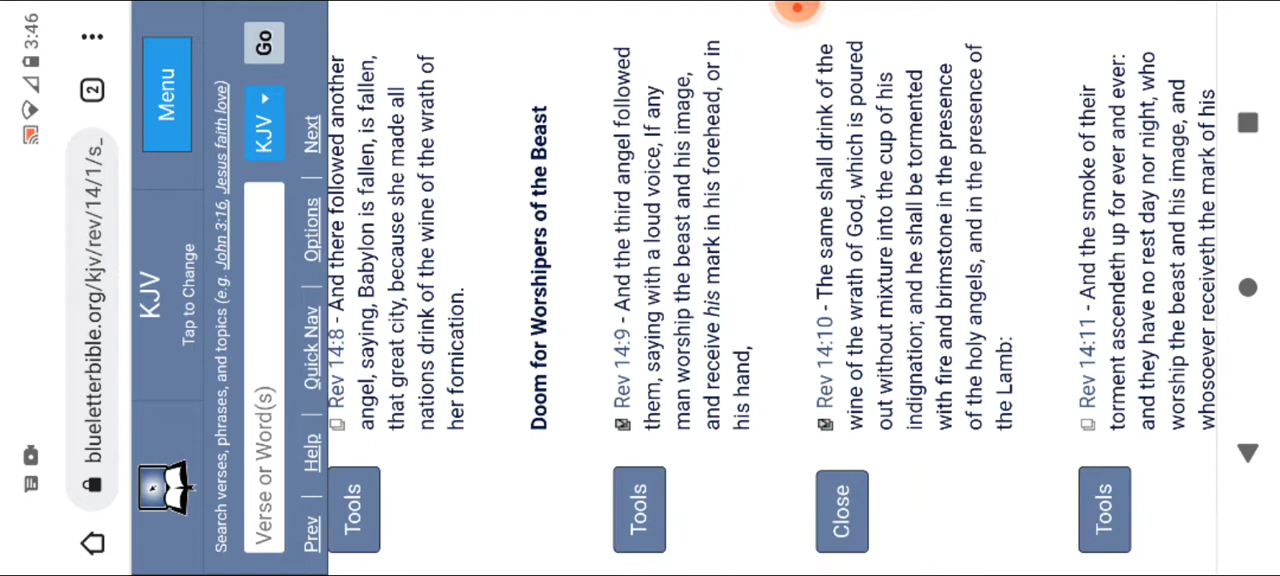 3:46
blueletterbible.org/kjv/rev/14/1/s_
2
KJV
Tap to Change
Menu
Search verses, phrases, and topics (e.g. John 3:16, Jesus faith love)
Verse or Word(s)
KJV
Go
Prev | Help | Quick Nav | Options | Next
Tools
Rev 14:8 - And there followed another
angel, saying, Babylon is fallen, is fallen,
that great city, because she made all
nations drink of the wine of the wrath of
her fornication.
Doom for Worshipers of the Beast
Tools
Rev 14:9 - And the third angel followed
them, saying with a loud voice, If any
man worship the beast and his image,
and receive his mark in his forehead, or in
his hand,
Close
Rev 14:10 - The same shall drink of the
wine of the wrath of God, which is poured
out without mixture into the cup of his
indignation; and he shall be tormented
with fire and brimstone in the presence
of the holy angels, and in the presence of
the Lamb:
Tools
Rev 14:11 - And the smoke of their
torment ascendeth up for ever and ever:
and they have no rest day nor night, who
worship the beast and his image, and
whosoever receiveth the mark of his